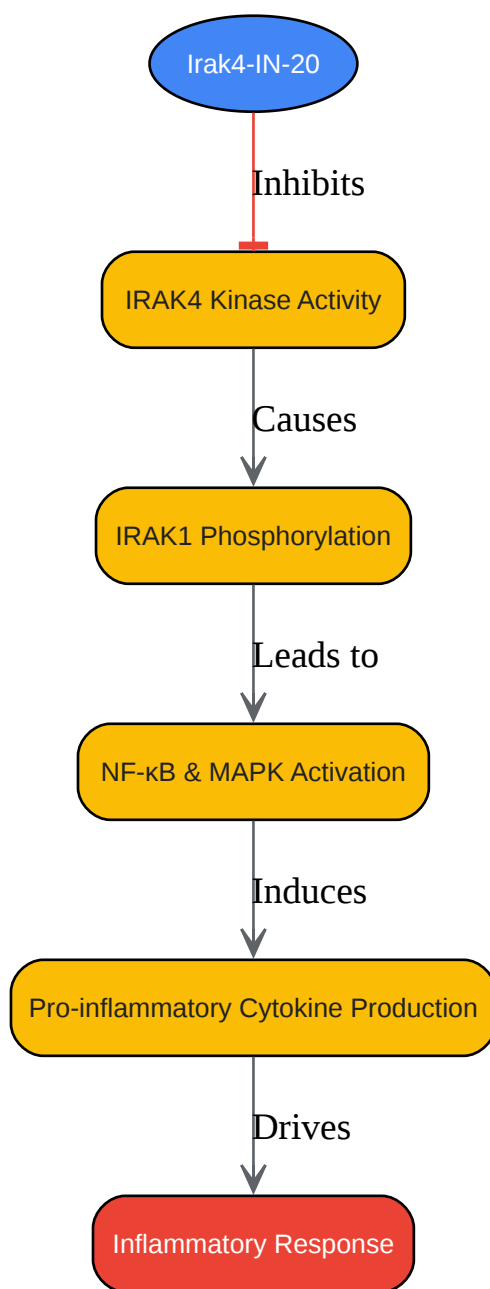 Irak4-IN-20
Inhibits
IRAK4 Kinase Activity
Causes
IRAK1 Phosphorylation
Leads to
NF-κB & MAPK Activation
Induces
Pro-inflammatory Cytokine Production
Drives
Inflammatory Response